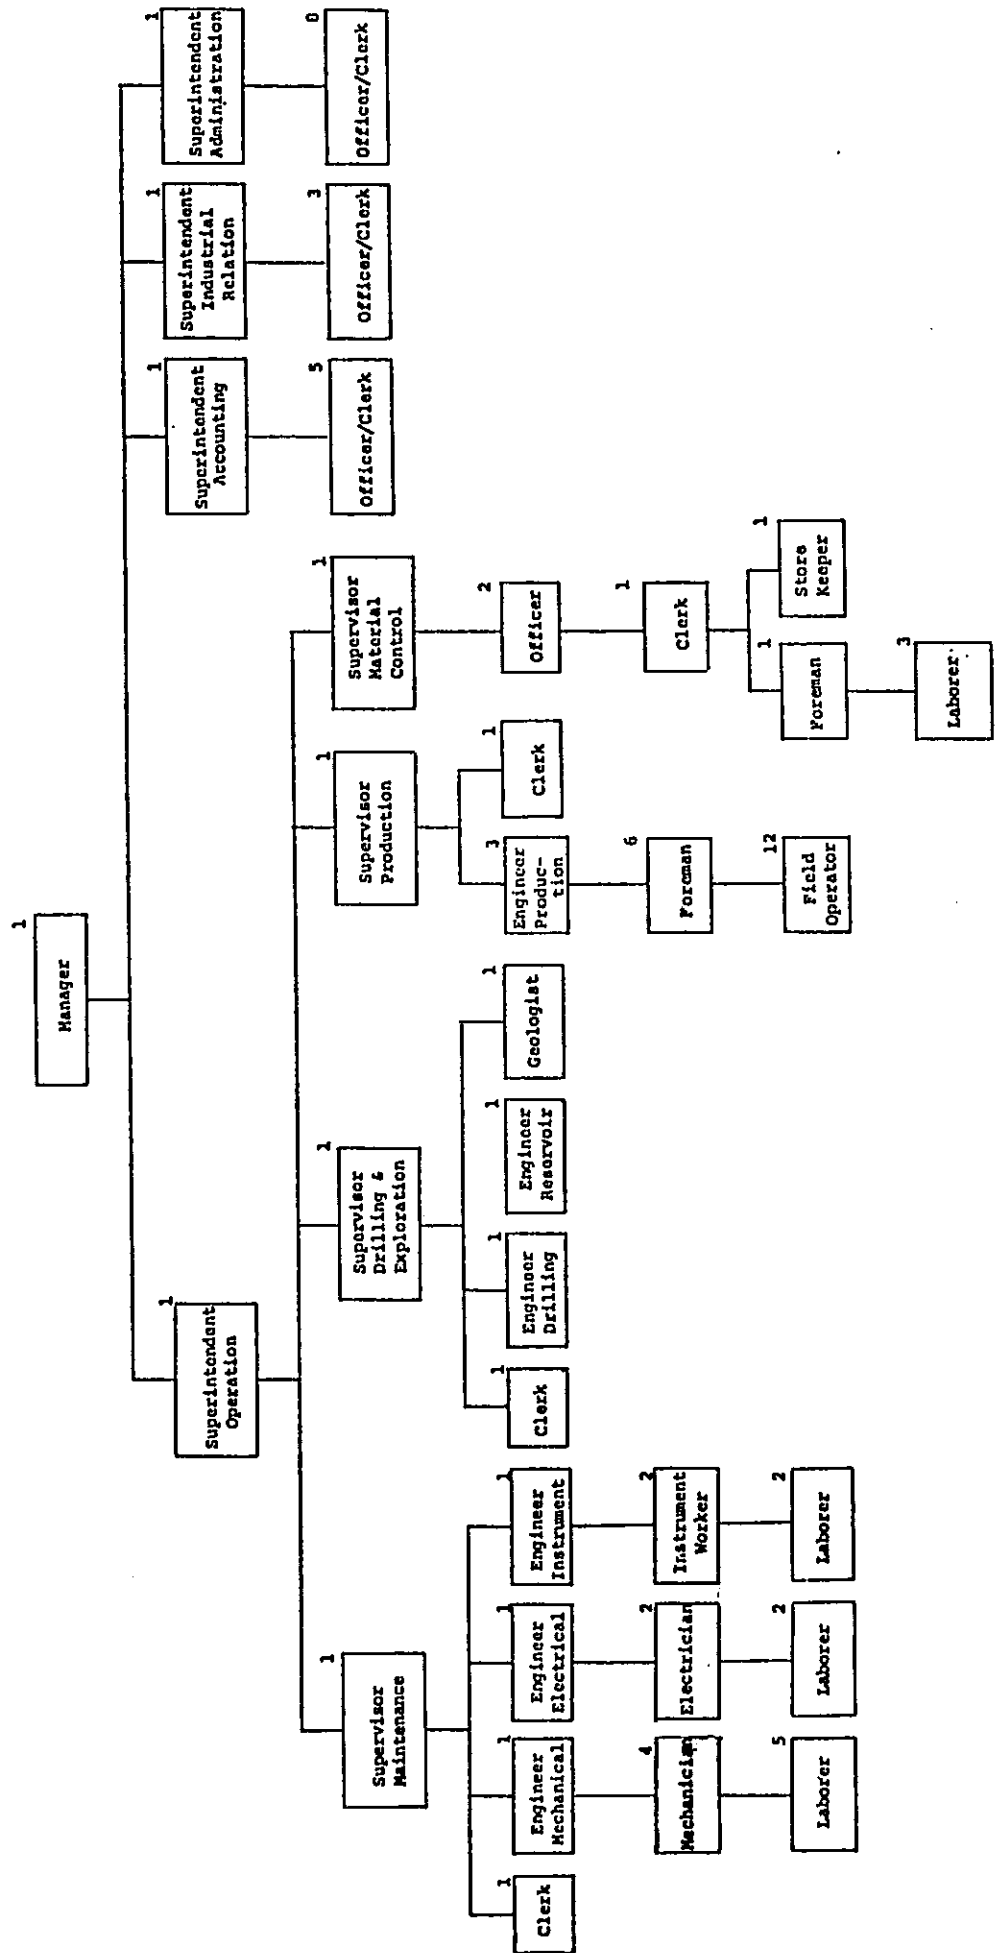 1
Manager
1
Superintendent
Operation
1
Superintendent
Accounting
1
Superintendent
Industrial
Relation
1
Superintendent
Administration
5
Officer/Clerk
3
Officer/Clerk
Officer/Clerk
1
Supervisor
Maintenance
1
Supervisor
Drilling &
Exploration
1
Supervisor
Production
1
Supervisor
Material
Control
1
Clerk
1
Engineer
Mechanical
1
Engineer
Electrical
1
Engineer
Instrument
1
Clerk
1
Engineer
Drilling
1
Engineer
Reservoir
1
Geologist
3
Engineer
Produc-
tion
1
Clerk
2
Officer
4
Mechanician
2
Electrician
2
Instrument
Worker
6
Foreman
1
Clerk
5
Laborer
2
Laborer
2
Laborer
12
Field
Operator
1
Foreman
1
Store
Keeper
3
Laborer